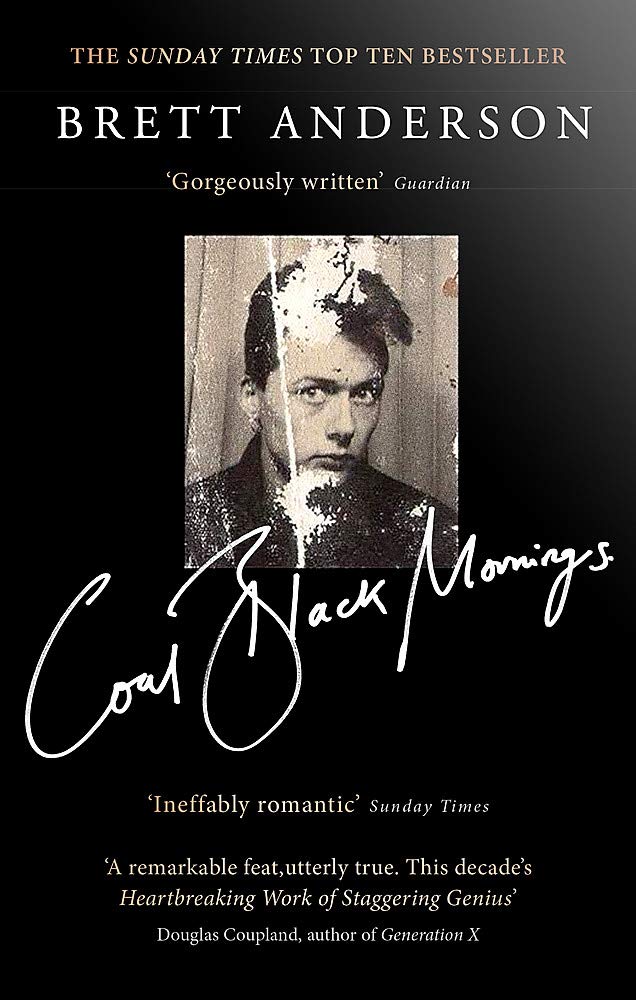 THE SUNDAY TIMES TOP TEN BESTSELLER
BRETT ANDERSON
‘Gorgeously written’ Guardian
Coal Black Mornings.
‘Ineffably romantic’ Sunday Times
‘A remarkable feat,utterly true. This decade’s
Heartbreaking Work of Staggering Genius’
Douglas Coupland, author of Generation X